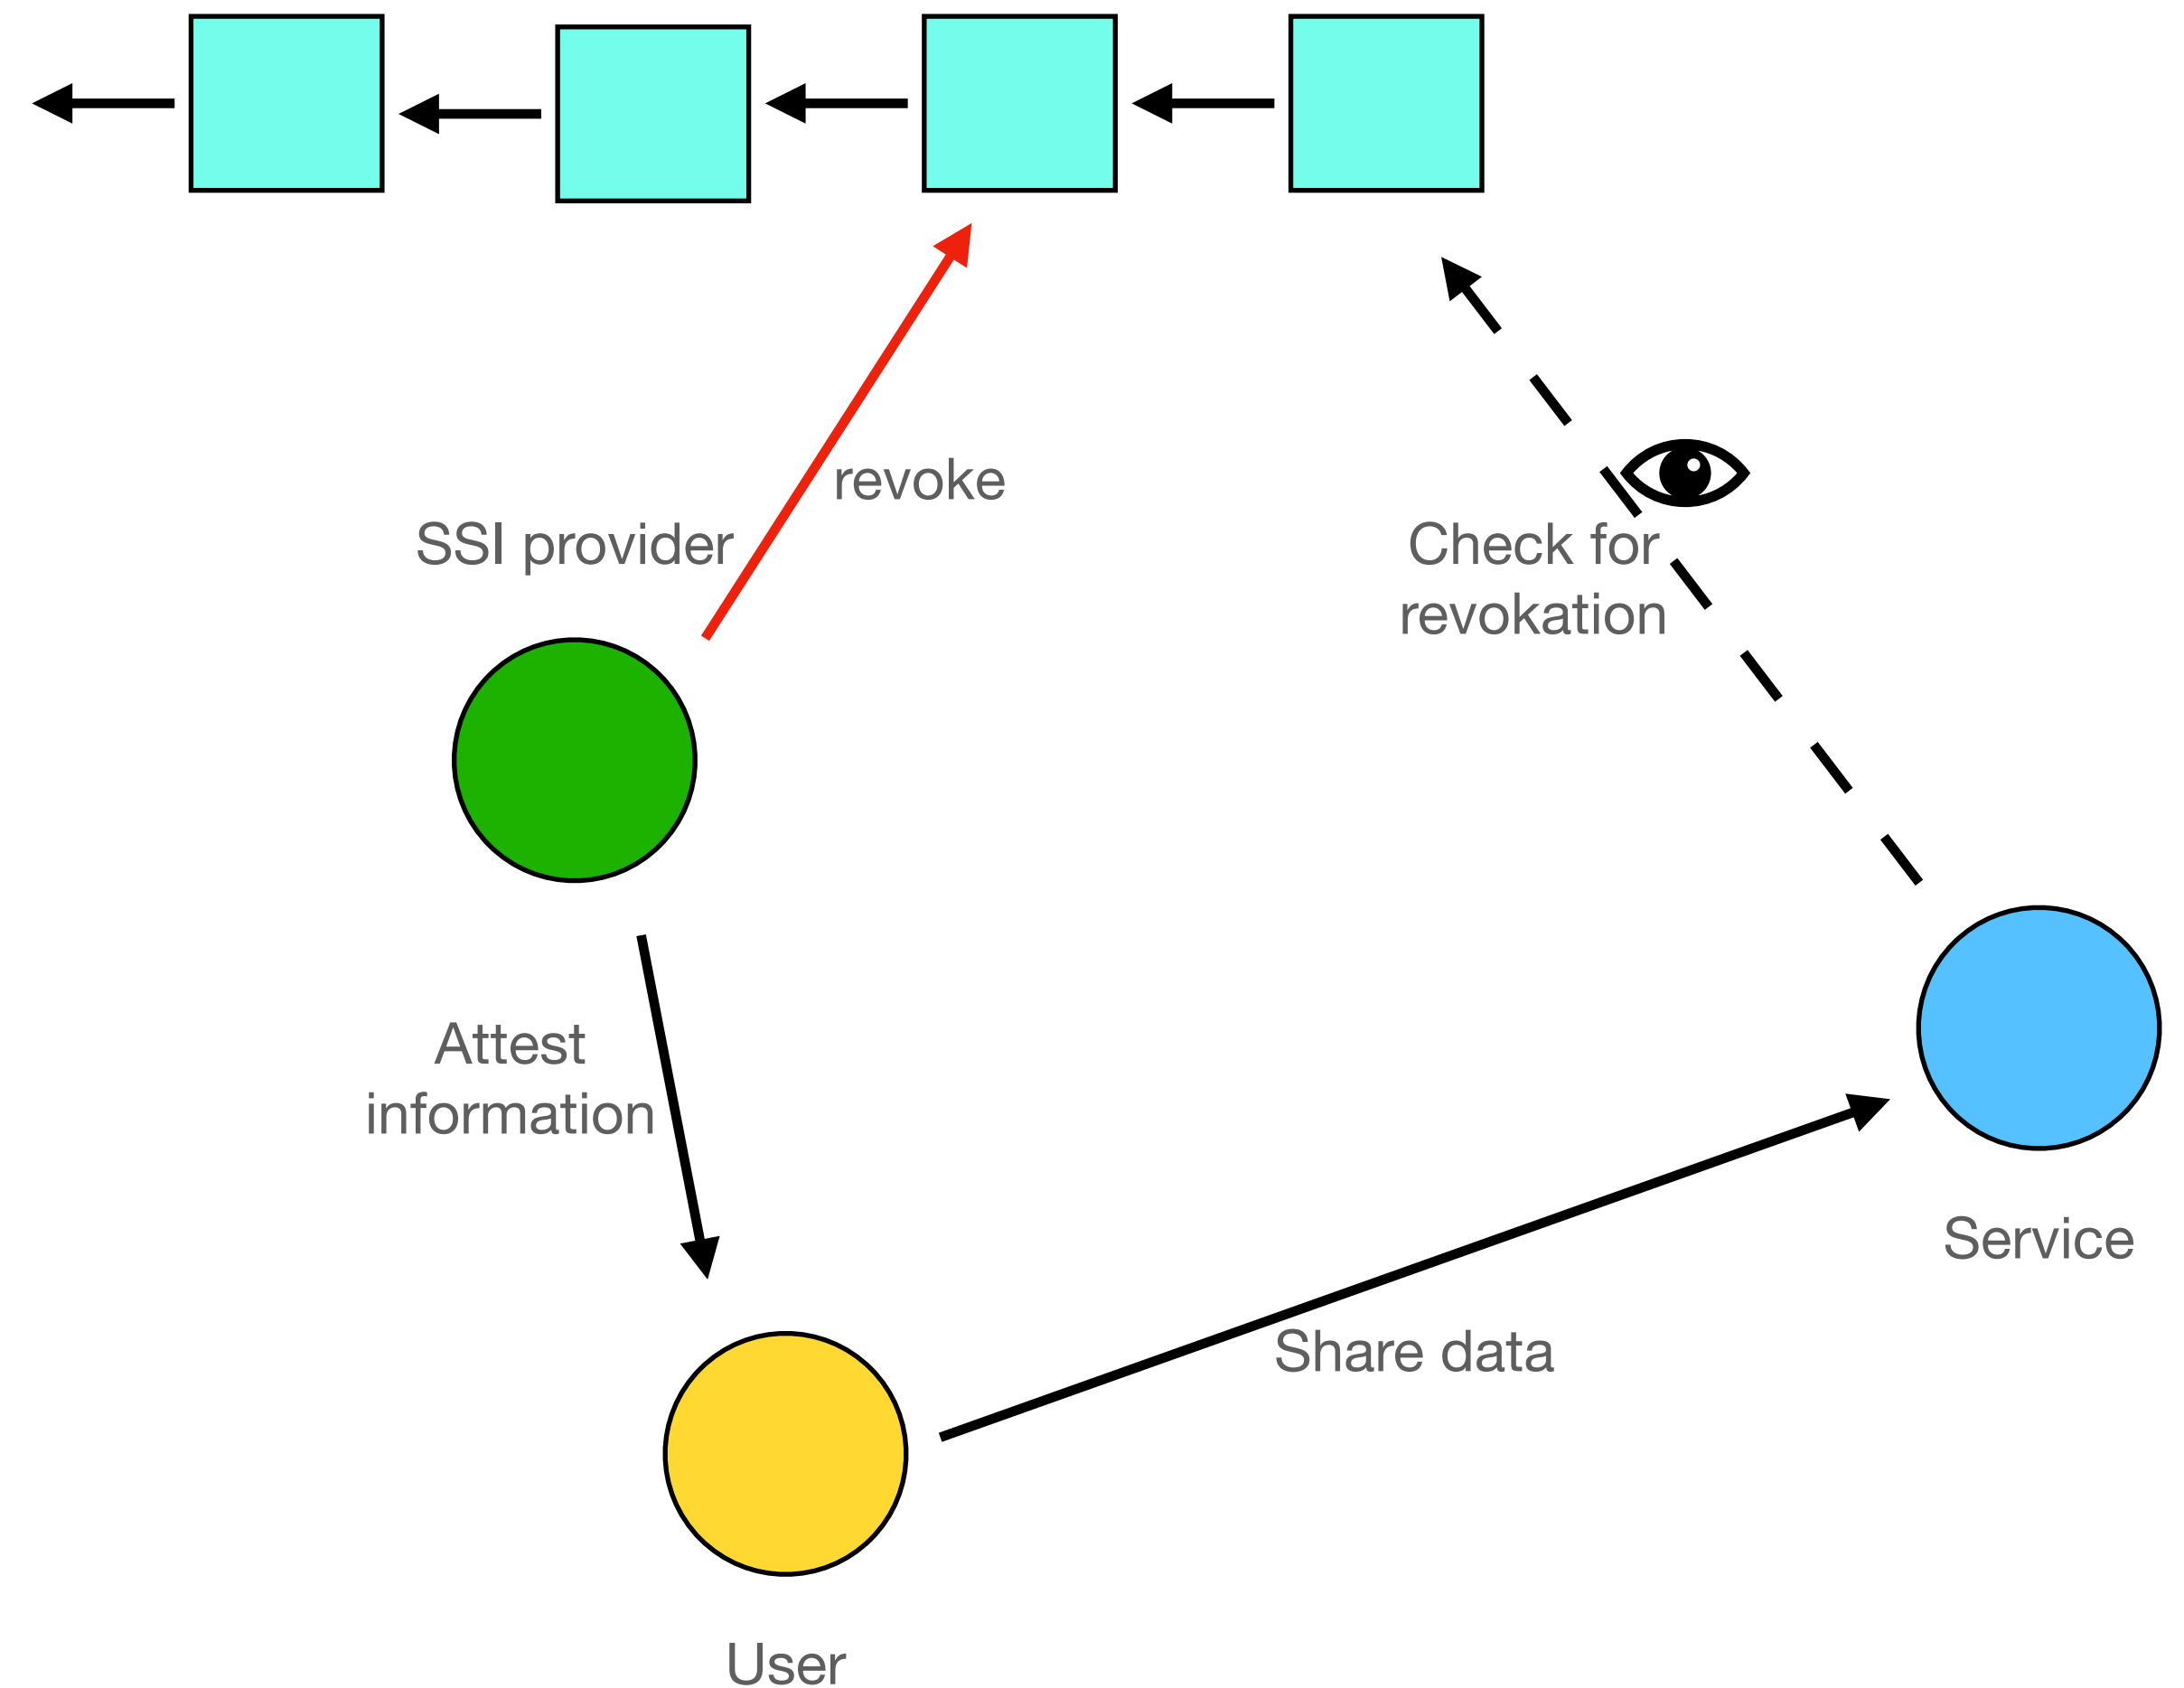 revoke
SSI provider
Check for
revokation
Attest
information
Service
Share data
User